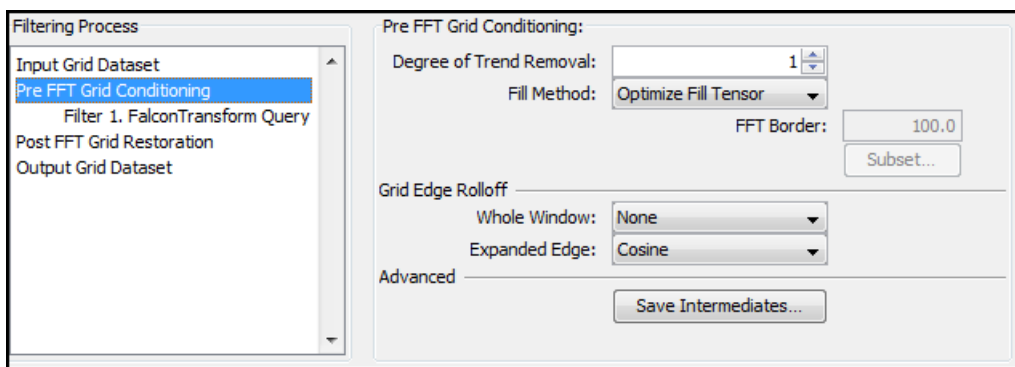 Filtering Process
Input Grid Dataset
Pre FFT Grid Conditioning
Filter 1. FalconTransform Query
Post FFT Grid Restoration
Output Grid Dataset
Pre FFT Grid Conditioning:
Degree of Trend Removal: 1
Fill Method: Optimize Fill Tensor
FFT Border: 100.0
Subset...
Grid Edge Rolloff
Whole Window: None
Expanded Edge: Cosine
Advanced
Save Intermediates...